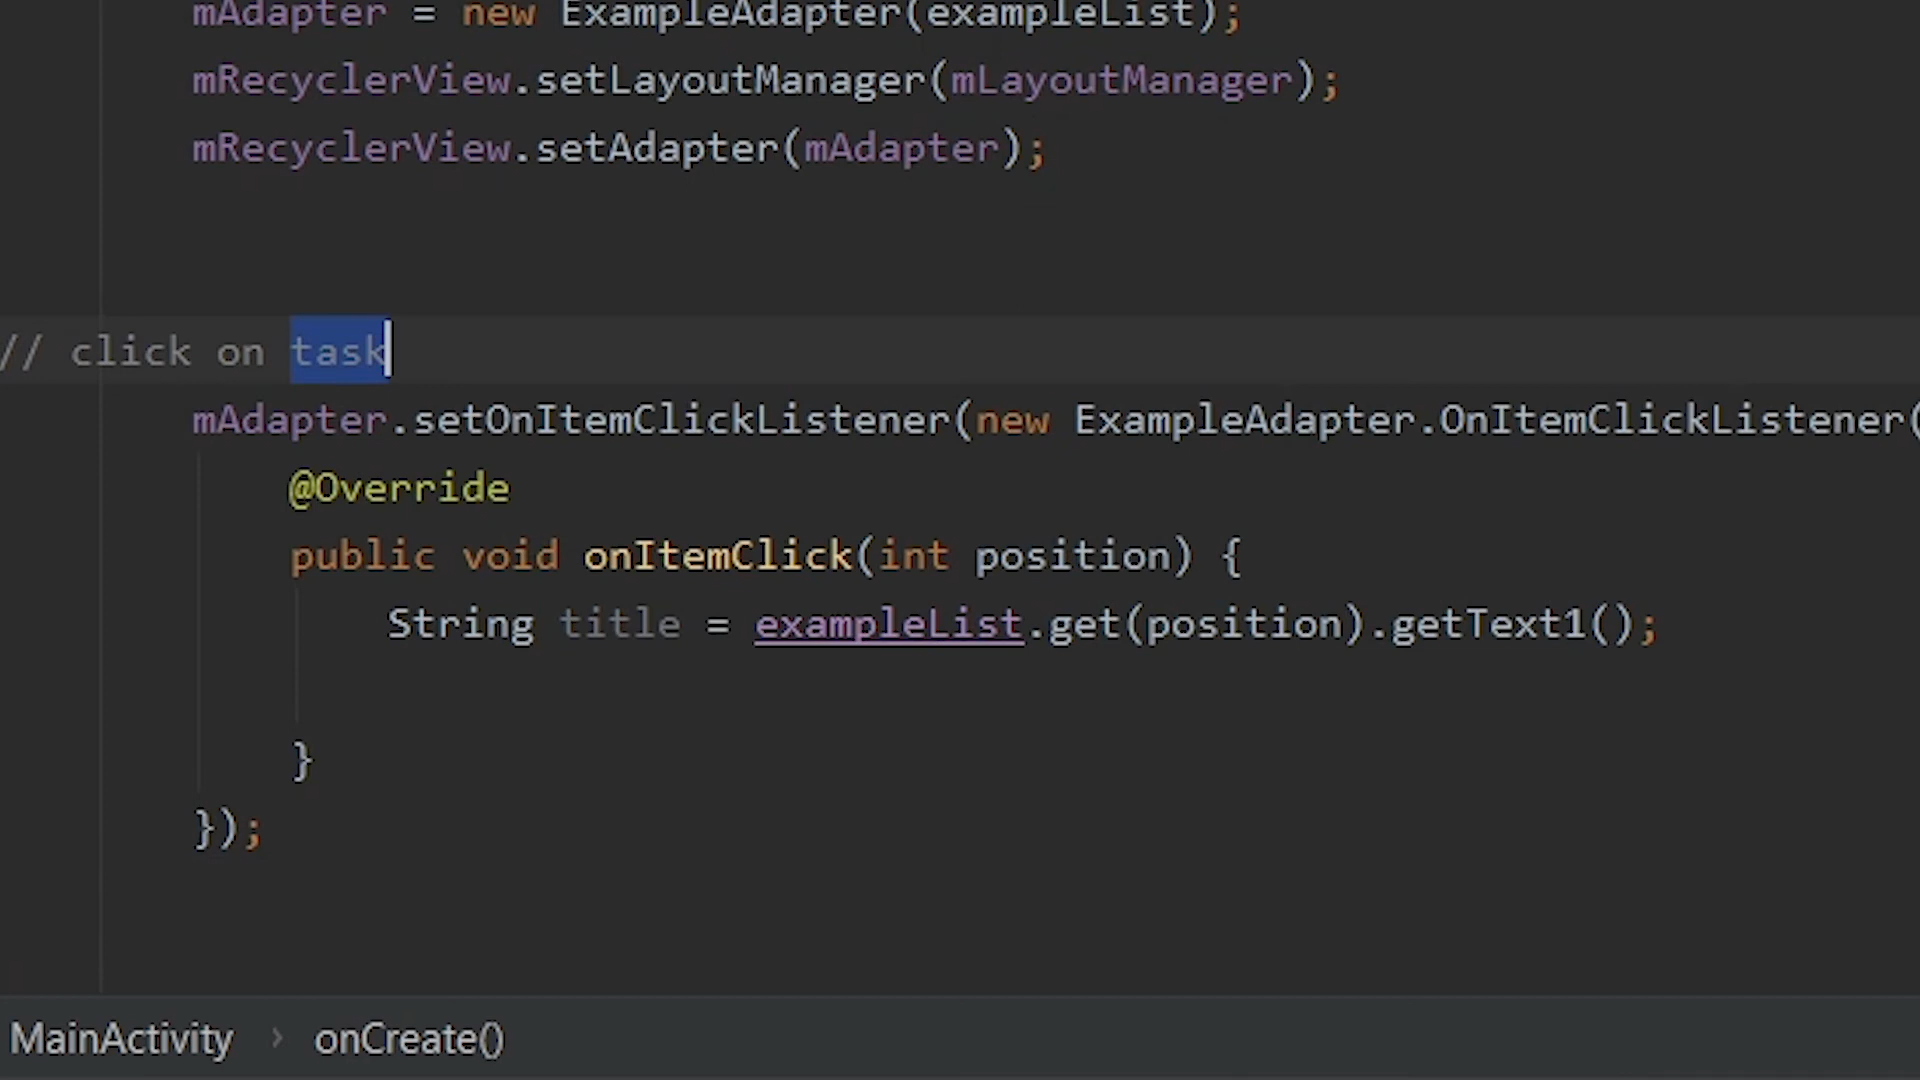 mAdapter = new ExampleAdapter(exampleList);
mRecyclerView.setLayoutManager(mLayoutManager);
mRecyclerView.setAdapter(mAdapter);
// click on task
mAdapter.setOnItemClickListener(new ExampleAdapter.OnItemClickListener(
@Override
public void onItemClick(int position) {
String title = exampleList.get(position).getText1();
}
});
MainActivity › onCreate()